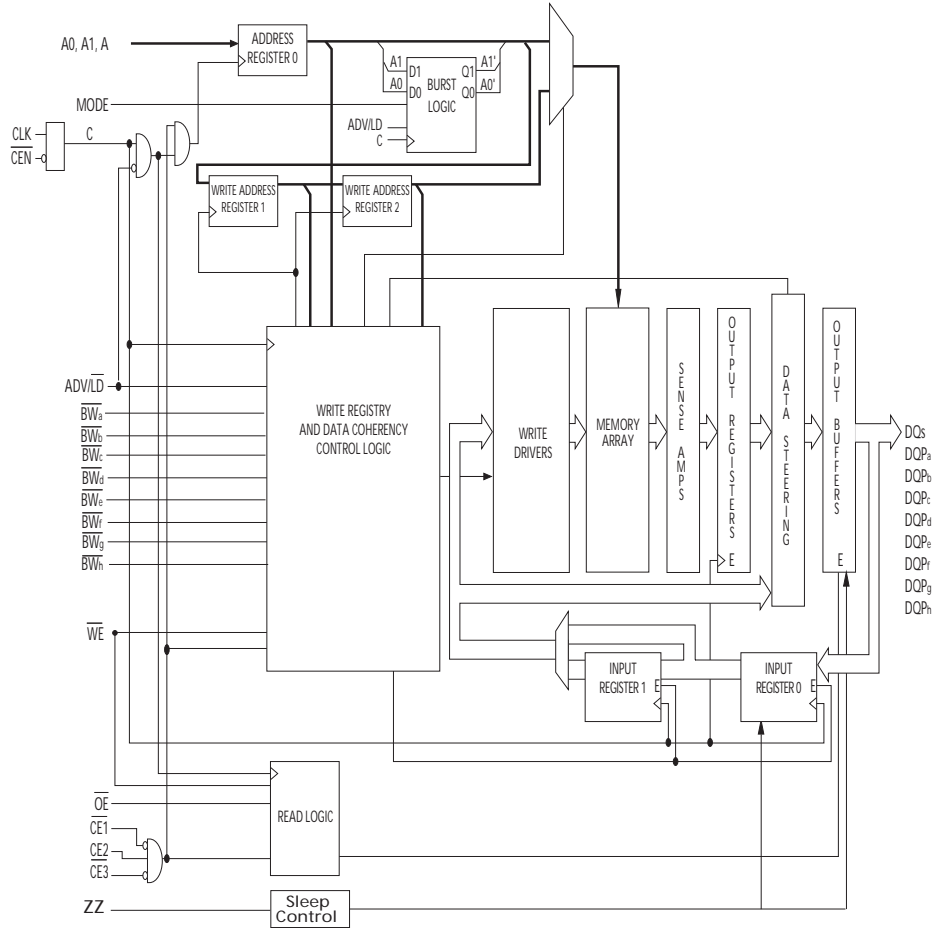 A0, A1, A
ADDRESS
REGISTER 0
A1
A0
D1
D0
BURST
LOGIC
Q1
Q0
A1'
A0'
MODE
ADV/LD
C
CLK
CEN
C
WRITE ADDRESS
REGISTER 1
WRITE ADDRESS
REGISTER 2
ADV/LD
BWa
BWb
BWc
BWd
BWe
BWf
BWg
BWh
WE
WRITE REGISTRY
AND DATA COHERENCY
CONTROL LOGIC
WRITE
DRIVERS
MEMORY
ARRAY
SENSE AMPS
OUTPUT REGISTERS
E
DATA STEERING
OUTPUT BUFFERS
E
DQs
DQPa
DQPb
DQPc
DQPd
DQPe
DQPf
DQPg
DQPh
INPUT
REGISTER 1
E
INPUT
REGISTER 0
E
OE
CE1
CE2
CE3
READ LOGIC
ZZ
Sleep
Control